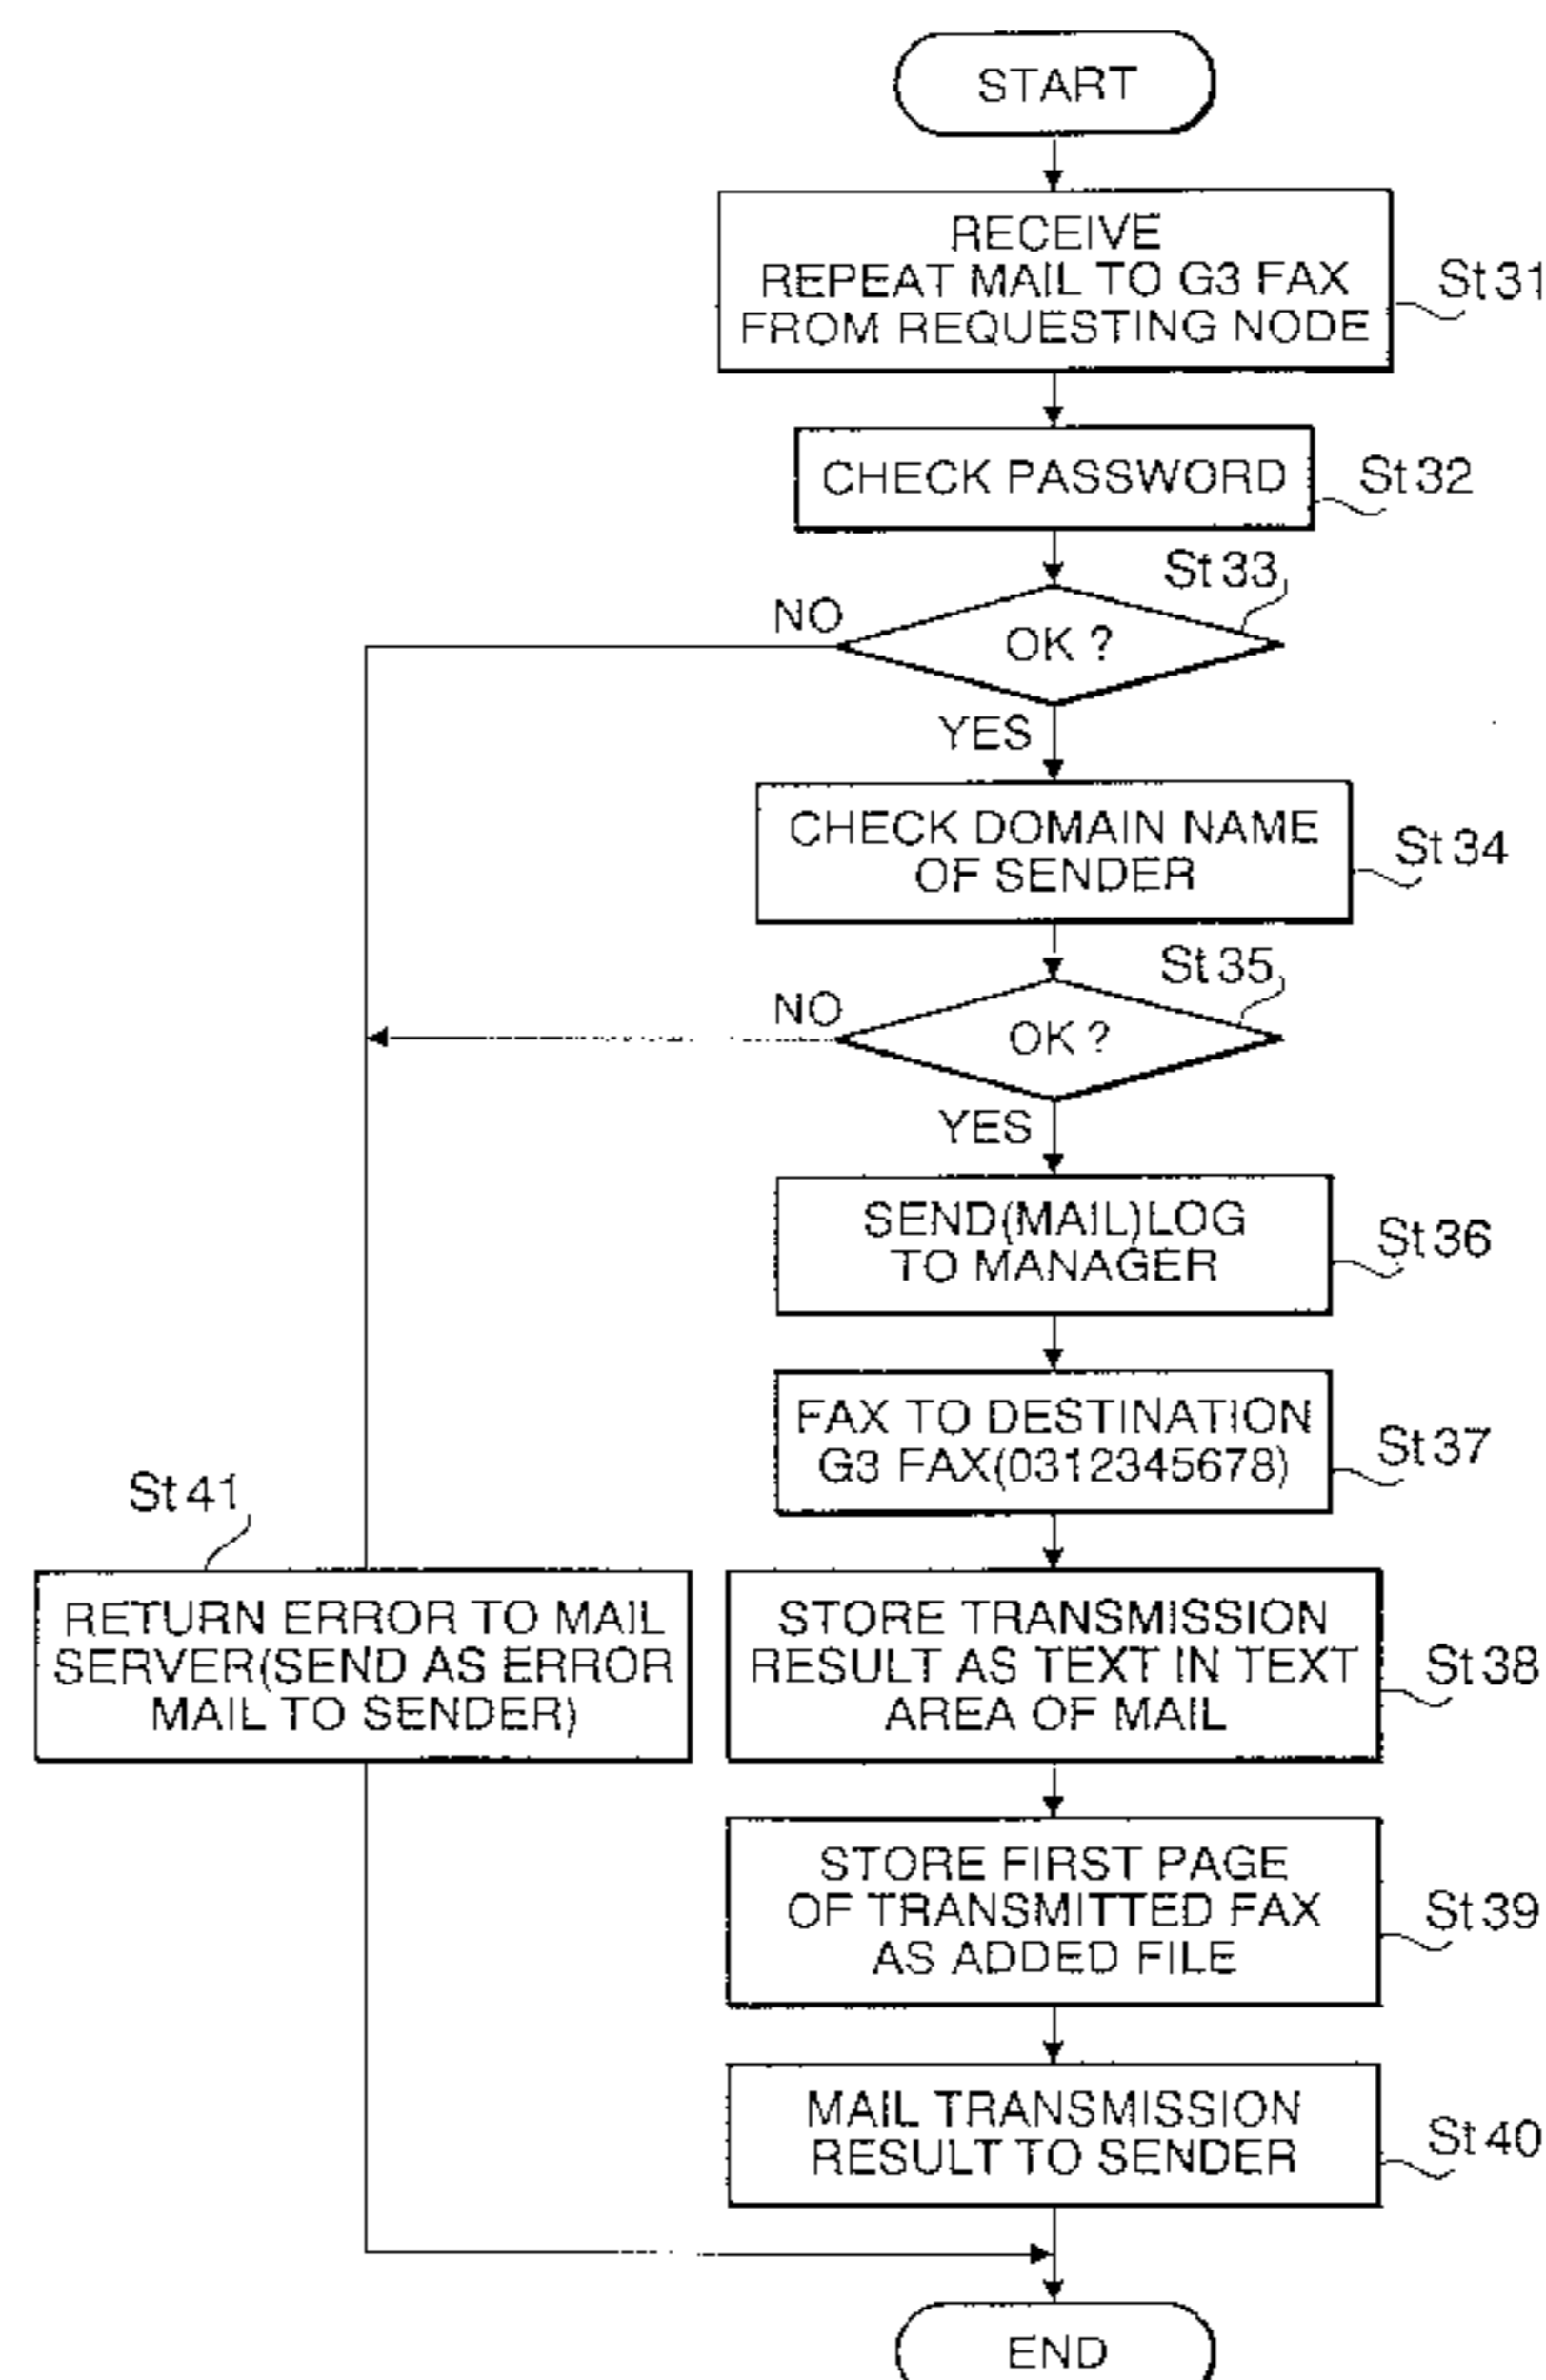 START
RECEIVE
REPEAT MAIL TO G3 FAX
FROM REQUESTING NODE
St31
CHECK PASSWORD
St32
St33
NO
OK ?
YES
CHECK DOMAIN NAME
OF SENDER
St34
St35
NO
OK ?
YES
SEND(MAIL)LOG
TO MANAGER
St36
FAX TO DESTINATION
G3 FAX(0312345678)
St37
St41
RETURN ERROR TO MAIL
SERVER(SEND AS ERROR
MAIL TO SENDER)
STORE TRANSMISSION
RESULT AS TEXT IN TEXT
AREA OF MAIL
St38
STORE FIRST PAGE
OF TRANSMITTED FAX
AS ADDED FILE
St39
MAIL TRANSMISSION
RESULT TO SENDER
St40
END